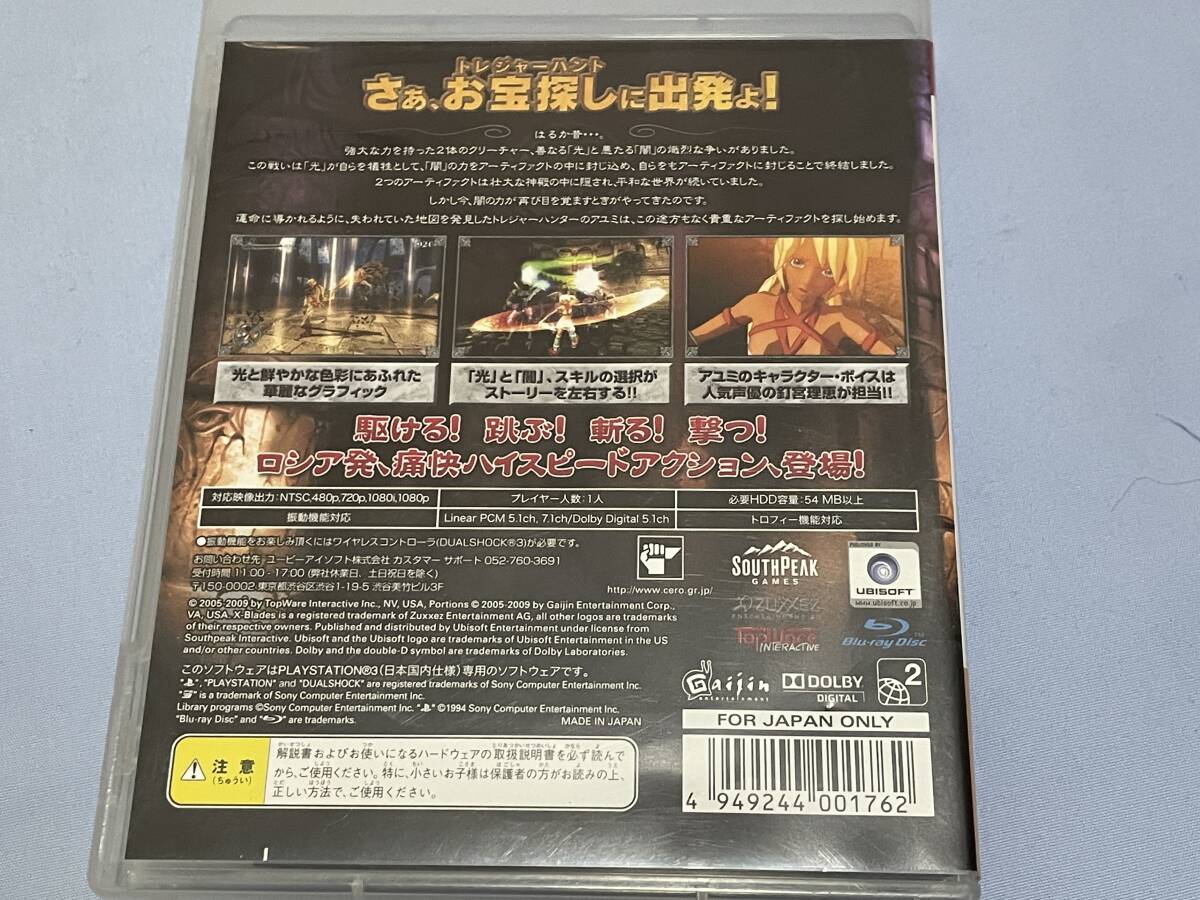 トレジャーハント
さぁ、お宝探しに出発よ!
はるか昔・・・。
強大な力を持った2体のクリーチャー、善なる「光」と悪たる「闇」の熾烈な争いがありました。
この戦いは「光」が自らを犠牲として、「闇」の力をアーティファクトの中に封じ込め、自らをもアーティファクトに封じることで終結しました。
2つのアーティファクトは壮大な神殿の中に隠され、平和な世界が続いていました。
しかし今、闇の力が再び目を覚ますときがやってきたのです。
運命に導かれるように、失われていた地図を発見したトレジャーハンターのアユミは、この途方もなく貴重なアーティファクトを探し始めます。
光と鮮やかな色彩にあふれた
華麗なグラフィック
「光」と「闇」、スキルの選択が
ストーリーを左右する!!
アユミのキャラクター・ボイスは
人気声優の釘宮理恵が担当!!
駆ける! 跳ぶ! 斬る! 撃つ!
ロシア発、痛快ハイスピードアクション、登場!
対応映像出力:NTSC,480p,720p,1080i,1080p
プレイヤー人数:1人
必要HDD容量:54 MB以上
振動機能対応
Linear PCM 5.1ch, 7.1ch/Dolby Digital 5.1ch
トロフィー機能対応
●振動機能をお楽しみ頂くにはワイヤレスコントローラ(DUALSHOCK®3)が必要です。
お問い合わせ先 ユービーアイソフト株式会社 カスタマー サポート 052-760-3691
受付時間 11:00 - 17:00 (弊社休業日、土日祝日を除く)
〒150-0002 東京都渋谷区渋谷1-19-5 渋谷美竹ビル3F
http://www.cero.gr.jp/
SOUTHPEAK
GAMES
PUBLISHED BY
UBISOFT
www.ubisoft.co.jp
© 2005-2009 by TopWare Interactive Inc., NV, USA, Portions © 2005-2009 by Gaijin Entertainment Corp.,
VA, USA. X-Blades is a registered trademark of Zuxxez Entertainment AG, all other logos are trademarks
of their respective owners. Published and distributed by Ubisoft Entertainment under license from
Southpeak Interactive. Ubisoft and the Ubisoft logo are trademarks of Ubisoft Entertainment in the US
and/or other countries. Dolby and the double-D symbol are trademarks of Dolby Laboratories.
ZUXXEZ
ENTERTAINMENT AG
TopWare
INTERACTIVE
Blu-ray Disc
このソフトウェアはPLAYSTATION®3(日本国内仕様)専用のソフトウェアです。
" ", "PLAYSTATION" and "DUALSHOCK" are registered trademarks of Sony Computer Entertainment Inc.
" " is a trademark of Sony Computer Entertainment Inc.
Library programs ©Sony Computer Entertainment Inc. " " ©1994 Sony Computer Entertainment Inc.
"Blu-ray Disc" and " " are trademarks.
MADE IN JAPAN
Gaijin
entertainment
DOLBY
DIGITAL
2
FOR JAPAN ONLY
注意
(ちゅうい)
解説書およびお使いになるハードウェアの取扱説明書を必ず読んで
から、ご使用ください。特に、小さいお子様は保護者の方がお読みの上、
正しい方法で、ご使用ください。
4 949244 001762